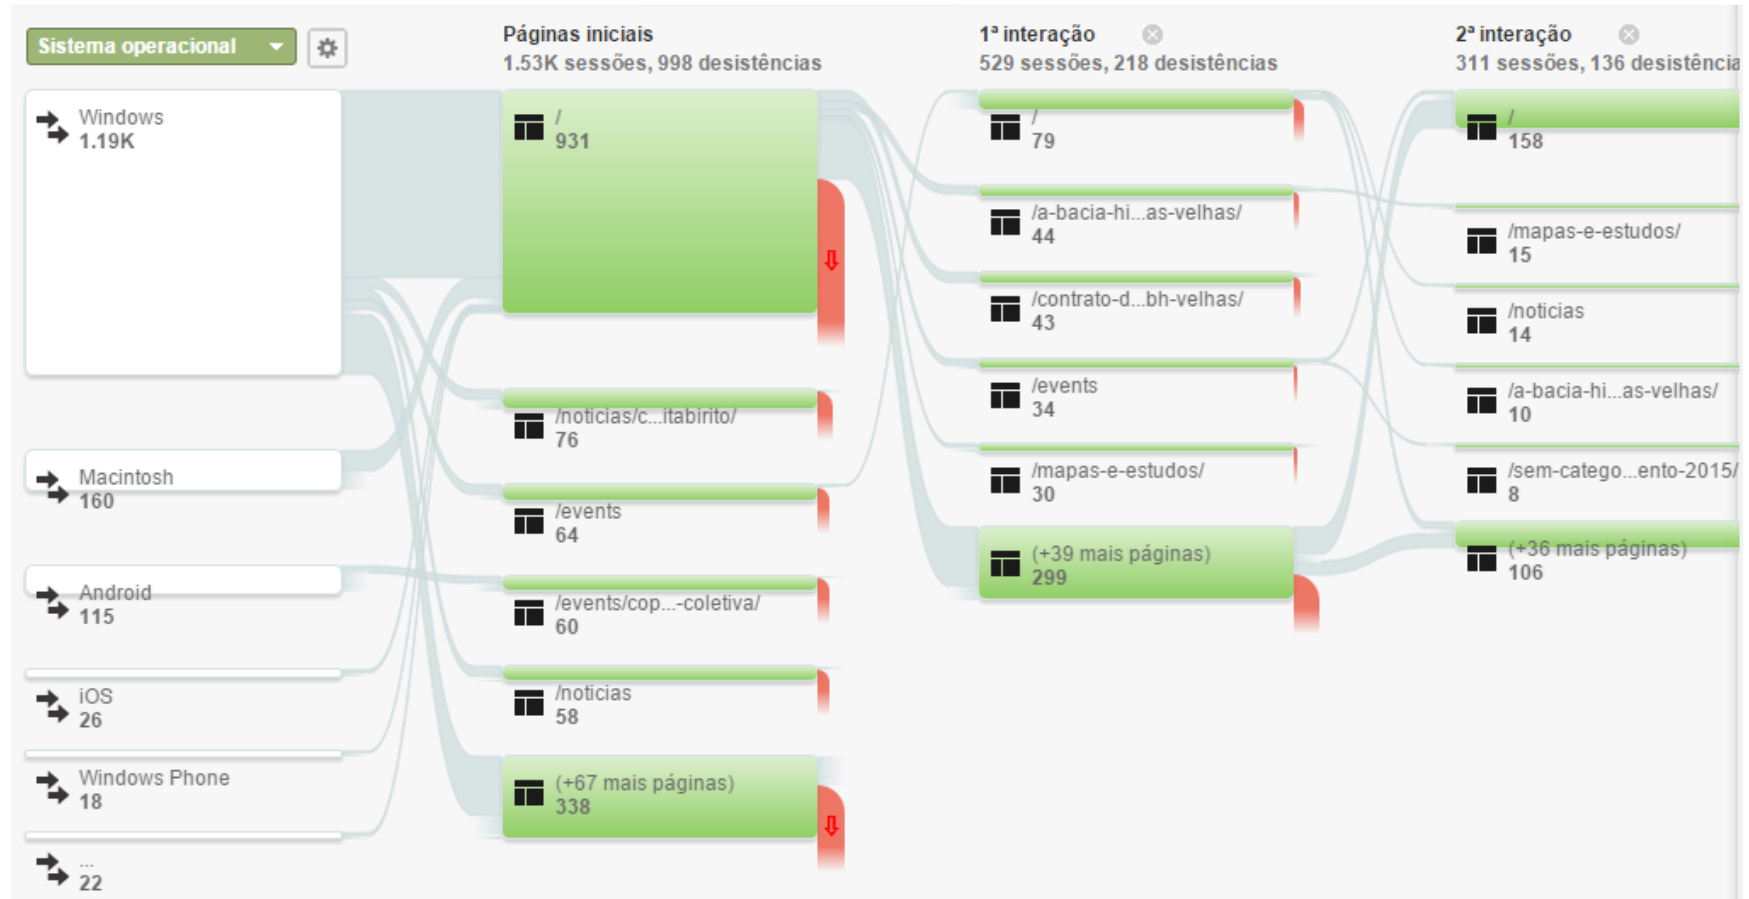 Sistema operacional
Windows
1.19K
Macintosh
160
Android
115
iOS
26
Windows Phone
18
...
22
Páginas iniciais
1.53K sessões, 998 desistências
/
931
/noticias/c...itabirito/
76
/events
64
/events/cop...-coletiva/
60
/noticias
58
(+67 mais páginas)
338
1ª interação
529 sessões, 218 desistências
/
79
/a-bacia-hi...as-velhas/
44
/contrato-d...bh-velhas/
43
/events
34
/mapas-e-estudos/
30
(+39 mais páginas)
299
2ª interação
311 sessões, 136 desistência
/
158
/mapas-e-estudos/
15
/noticias
14
/a-bacia-hi...as-velhas/
10
/sem-catego...ento-2015/
8
(+36 mais páginas)
106